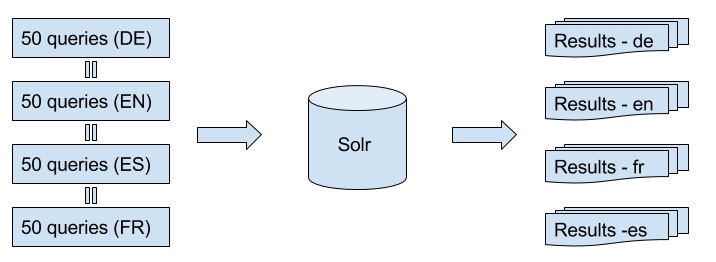 50 queries (DE)
50 queries (EN)
50 queries (ES)
50 queries (FR)
Solr
Results - de
Results - en
Results - fr
Results -es